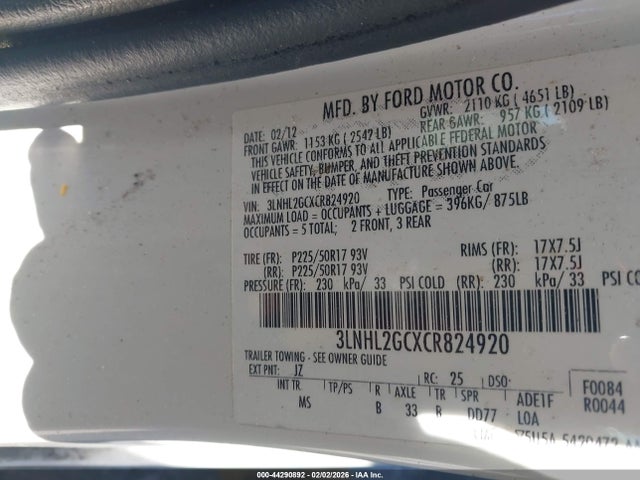 MFD. BY FORD MOTOR CO.
DATE: 02/12 GVWR: 2110 KG ( 4651 LB)
FRONT GAWR: 1153 KG ( 2542 LB) REAR GAWR: 957 KG ( 2109 LB)
THIS VEHICLE CONFORMS TO ALL APPLICABLE FEDERAL MOTOR
VEHICLE SAFETY, BUMPER, AND THEFT PREVENTION STANDARDS
IN EFFECT ON THE DATE OF MANUFACTURE SHOWN ABOVE.
VIN: 3LNHL2GCXCR824920 TYPE: Passenger Car
MAXIMUM LOAD = OCCUPANTS + LUGGAGE = 396KG/ 875LB
OCCUPANTS = 5 TOTAL; 2 FRONT, 3 REAR
TIRE (FR): P225/50R17 93V RIMS (FR): 17X7.5J
(RR): P225/50R17 93V (RR): 17X7.5J
PRESSURE (FR): 230 kPa/ 33 PSI COLD (RR): 230 kPa/ 33 PSI CO
3LNHL2GCXCR824920
TRAILER TOWING - SEE OWNER GUIDE
EXT PNT: JZ RC: 25 DSO: F0084
INT TR TP/PS R AXLE TR SPR ADE1F R0044
MS B 33 B DD77 LOA
000-44290892 - 02/02/2026 - IAAI.COM